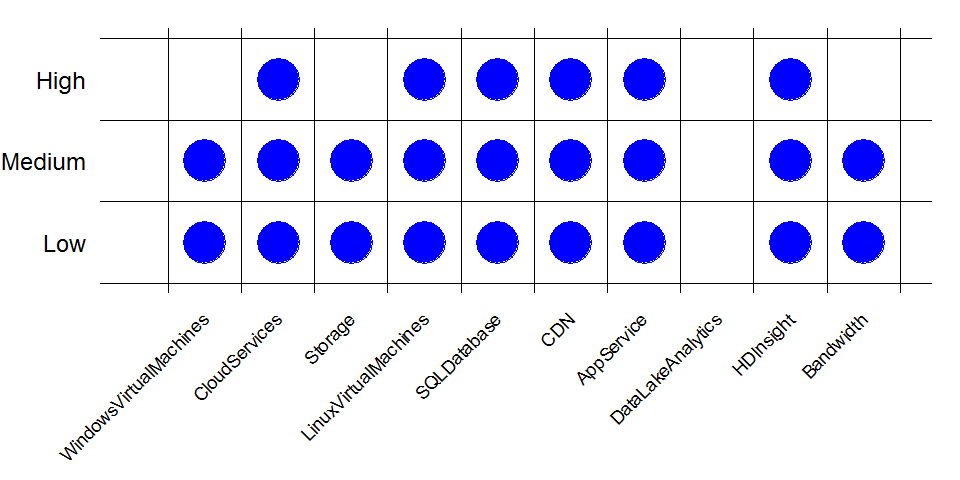 High
Medium
Low
WindowsVirtualMachines
CloudServices
Storage
LinuxVirtualMachines
SQLDatabase
CDN
AppService
DataLakeAnalytics
HDInsight
Bandwidth